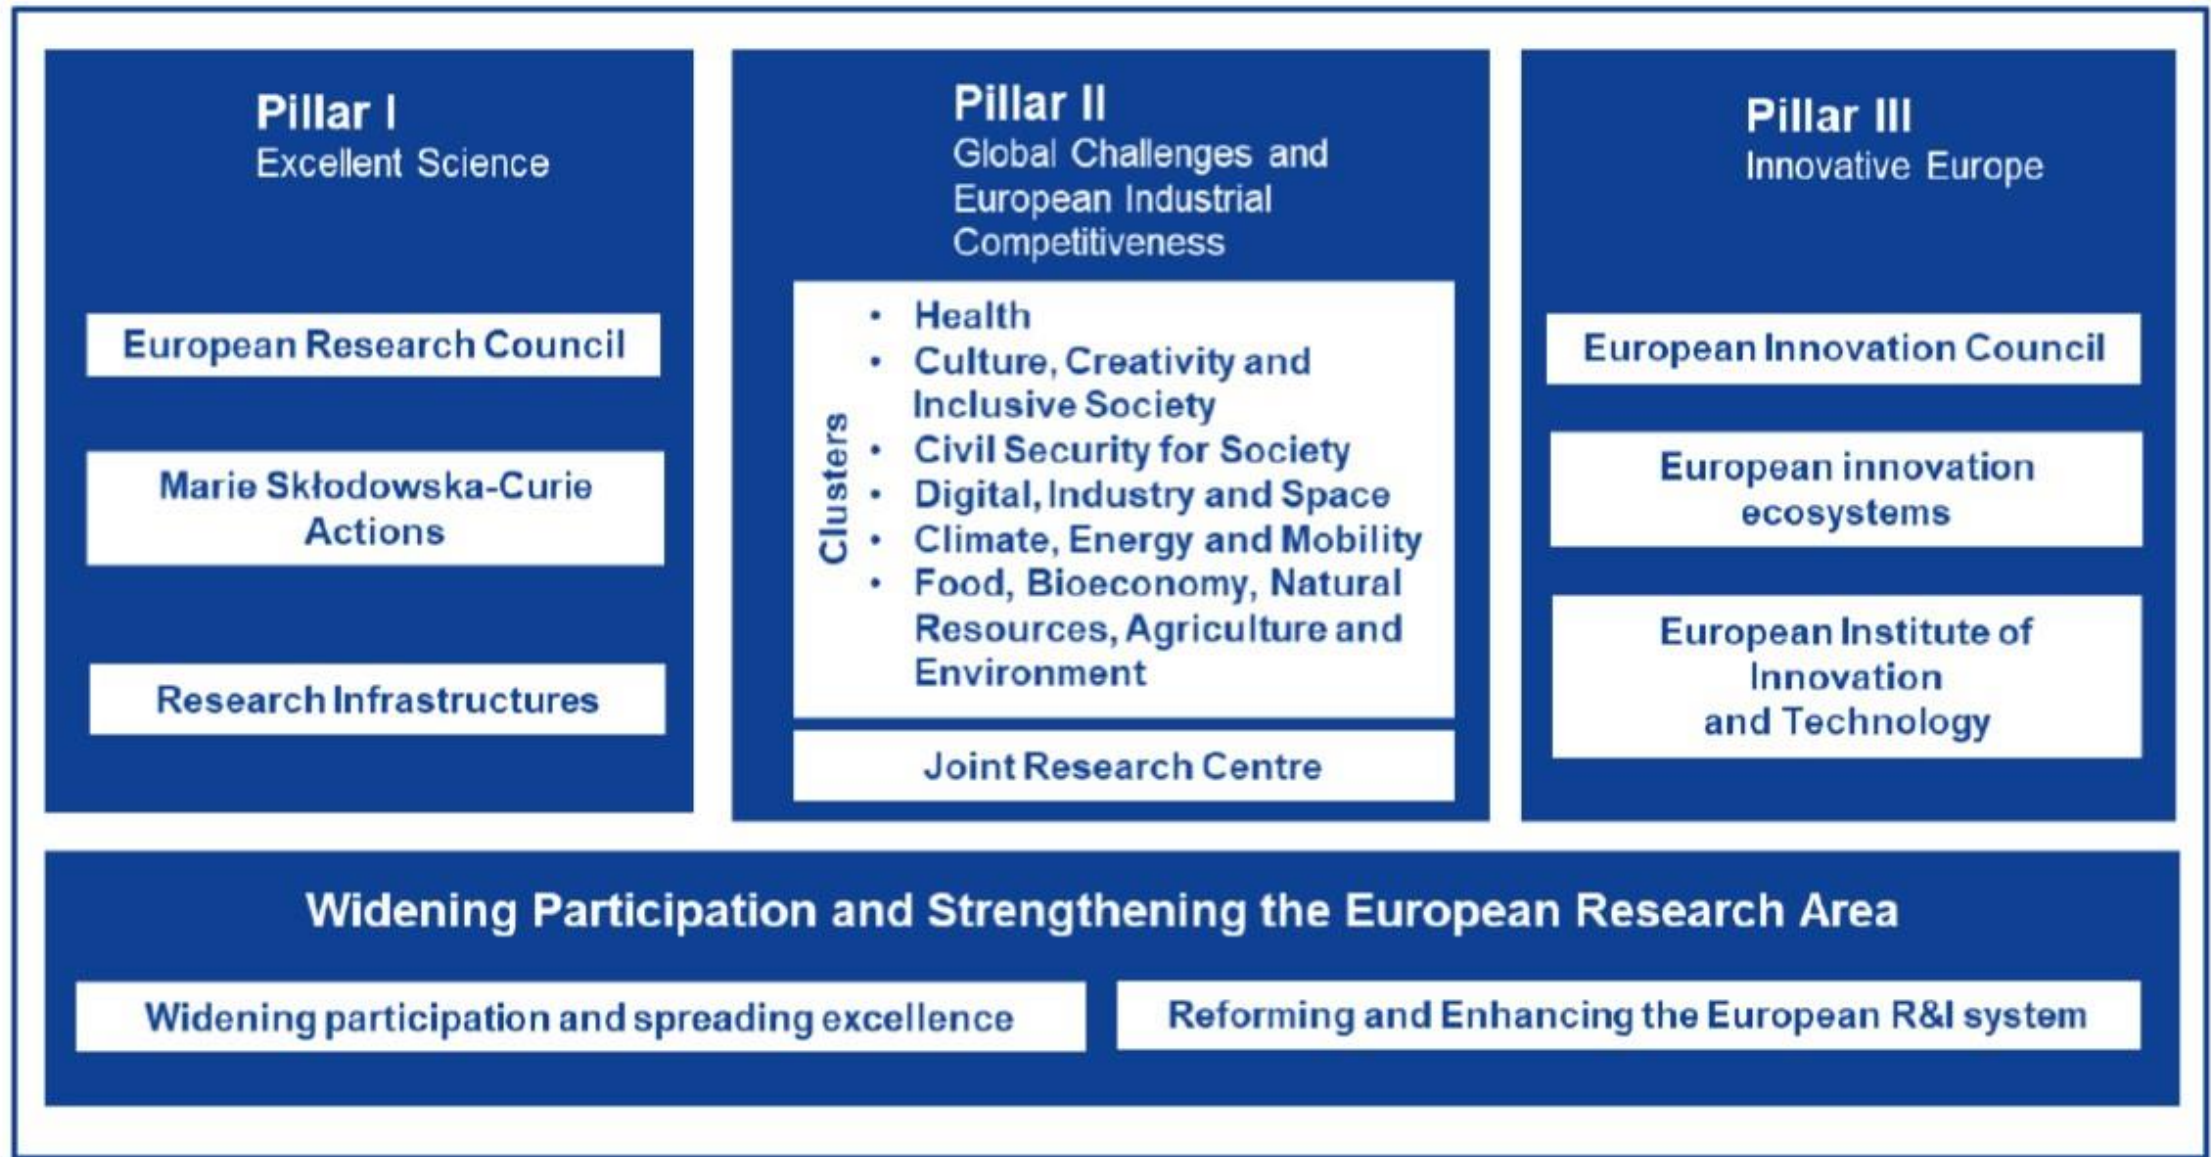 Pillar I
Excellent Science
European Research Council
Marie Skłodowska-Curie
Actions
Research Infrastructures
Pillar II
Global Challenges and
European Industrial
Competitiveness
Clusters
• Health
• Culture, Creativity and
Inclusive Society
• Civil Security for Society
• Digital, Industry and Space
• Climate, Energy and Mobility
• Food, Bioeconomy, Natural
Resources, Agriculture and
Environment
Joint Research Centre
Pillar III
Innovative Europe
European Innovation Council
European innovation
ecosystems
European Institute of
Innovation
and Technology
Widening Participation and Strengthening the European Research Area
Widening participation and spreading excellence
Reforming and Enhancing the European R&I system